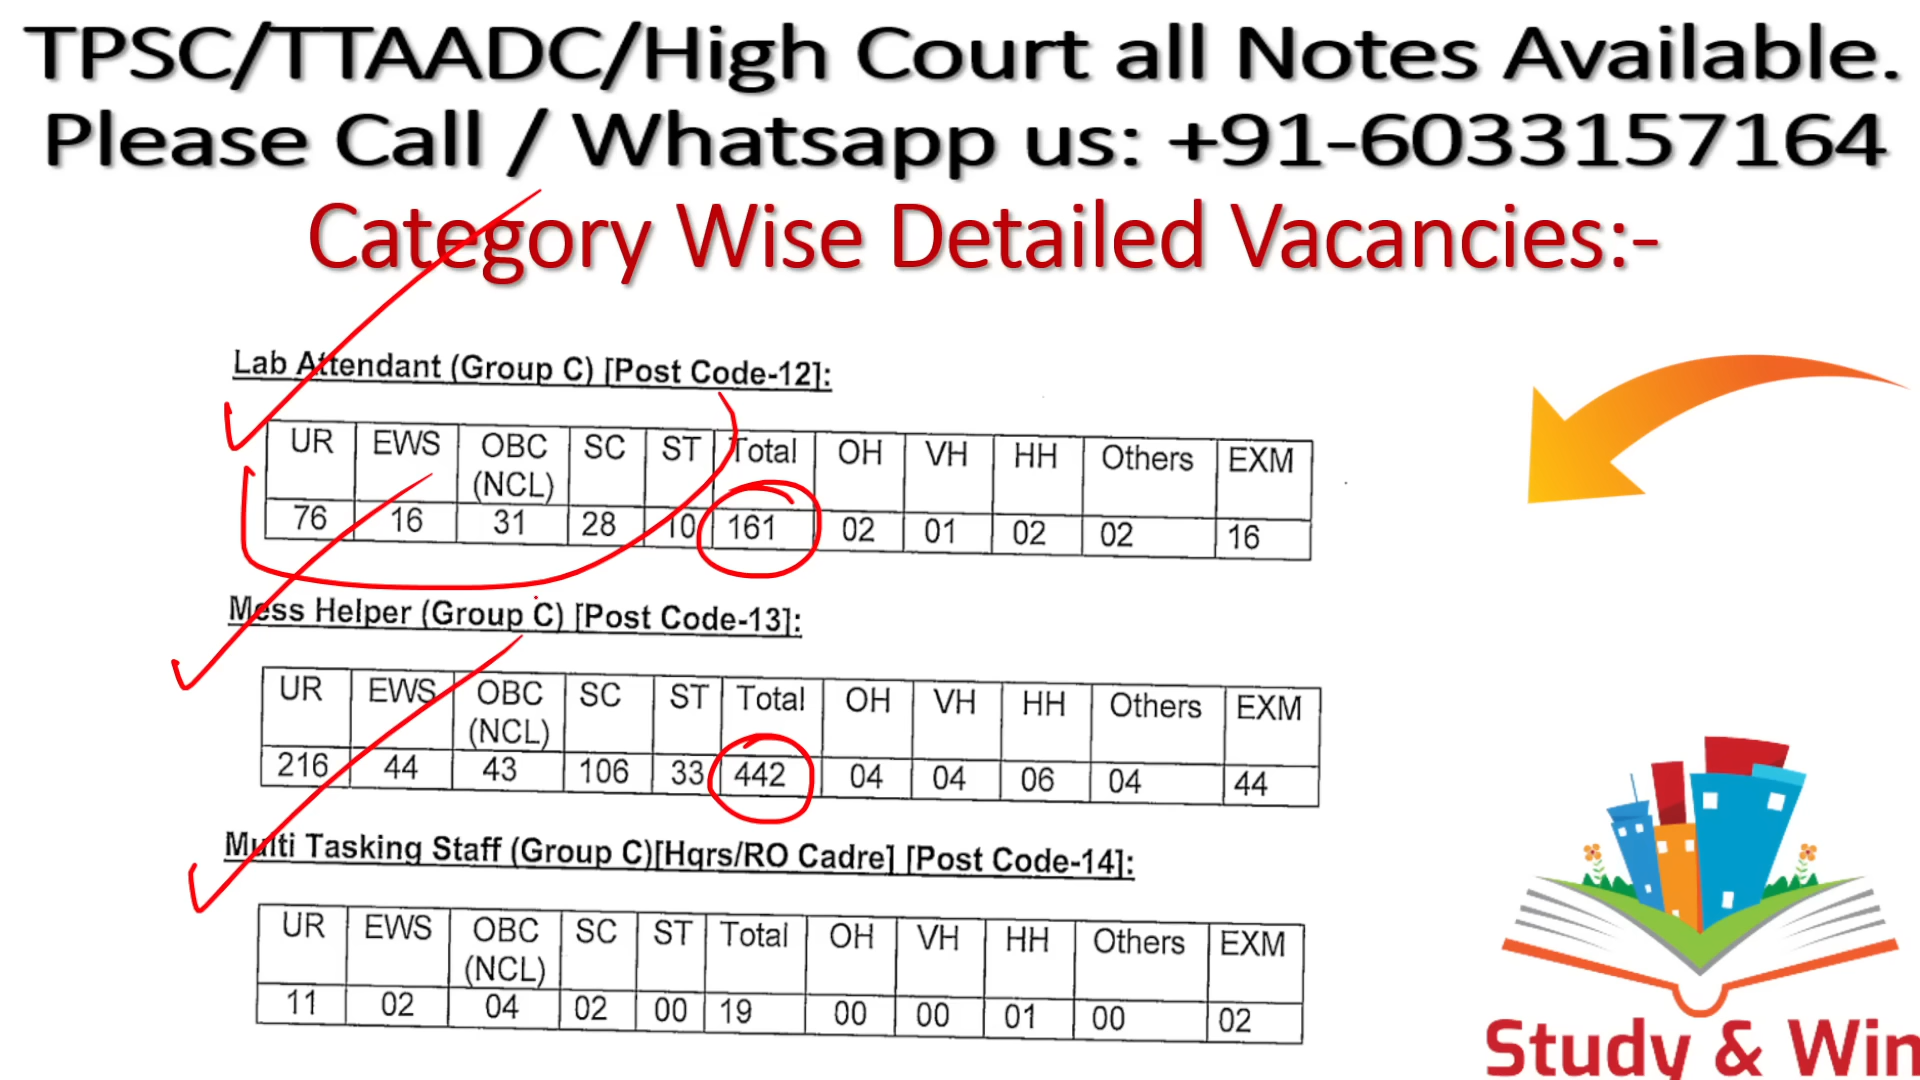 TPSC/TTAADC/High Court all Notes Available.
Please Call / Whatsapp us: +91-6033157164
Category Wise Detailed Vacancies:-
Lab Attendant (Group C) [Post Code-12]:
UR EWS OBC (NCL) SC ST Total OH VH HH Others EXM
76 16 31 28 10 161 02 01 02 02 16
Mess Helper (Group C) [Post Code-13]:
UR EWS OBC (NCL) SC ST Total OH VH HH Others EXM
216 44 43 106 33 442 04 04 06 04 44
Multi Tasking Staff (Group C)[Hqrs/RO Cadre] [Post Code-14]:
UR EWS OBC (NCL) SC ST Total OH VH HH Others EXM
11 02 04 02 00 19 00 00 01 00 02
Study & Win